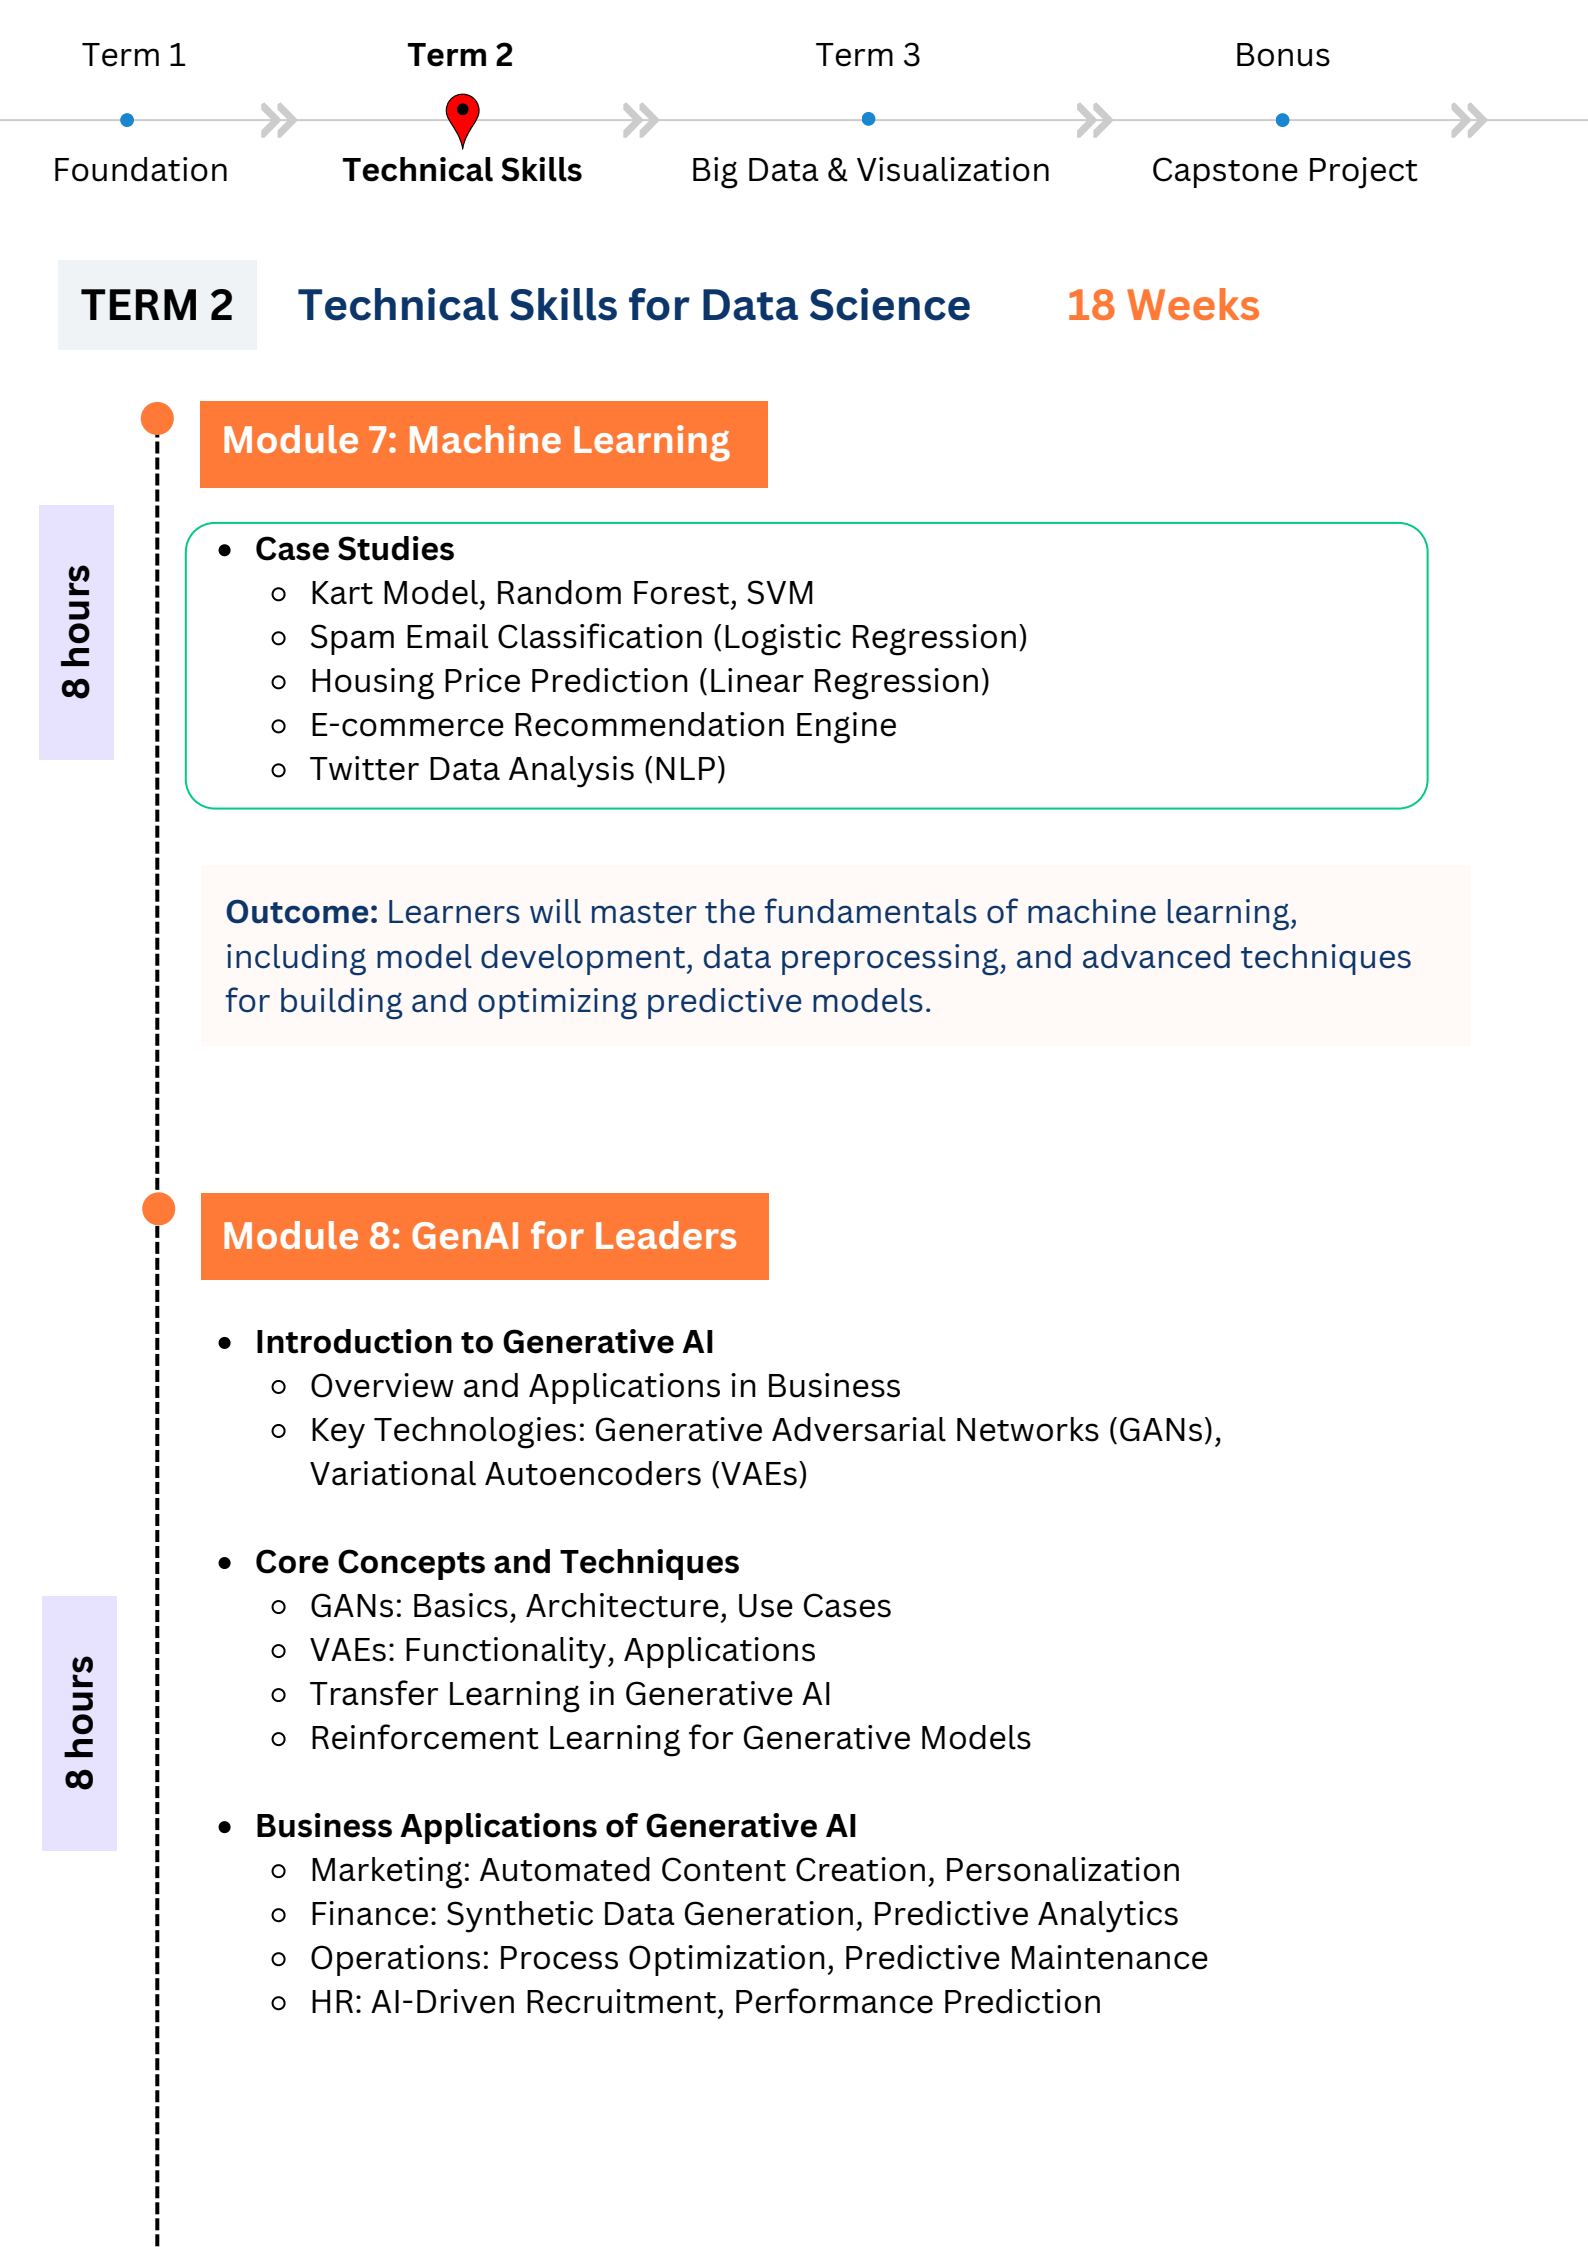 Term 1
Term 2
Term 3
Bonus
Foundation
Technical Skills
Big Data & Visualization
Capstone Project
TERM 2
Technical Skills for Data Science
18 Weeks
Module 7: Machine Learning
8 hours
• Case Studies
◦ Kart Model, Random Forest, SVM
◦ Spam Email Classification (Logistic Regression)
◦ Housing Price Prediction (Linear Regression)
◦ E-commerce Recommendation Engine
◦ Twitter Data Analysis (NLP)
Outcome: Learners will master the fundamentals of machine learning,
including model development, data preprocessing, and advanced techniques
for building and optimizing predictive models.
Module 8: GenAI for Leaders
8 hours
• Introduction to Generative AI
◦ Overview and Applications in Business
◦ Key Technologies: Generative Adversarial Networks (GANs),
Variational Autoencoders (VAEs)
• Core Concepts and Techniques
◦ GANs: Basics, Architecture, Use Cases
◦ VAEs: Functionality, Applications
◦ Transfer Learning in Generative AI
◦ Reinforcement Learning for Generative Models
• Business Applications of Generative AI
◦ Marketing: Automated Content Creation, Personalization
◦ Finance: Synthetic Data Generation, Predictive Analytics
◦ Operations: Process Optimization, Predictive Maintenance
◦ HR: AI-Driven Recruitment, Performance Prediction